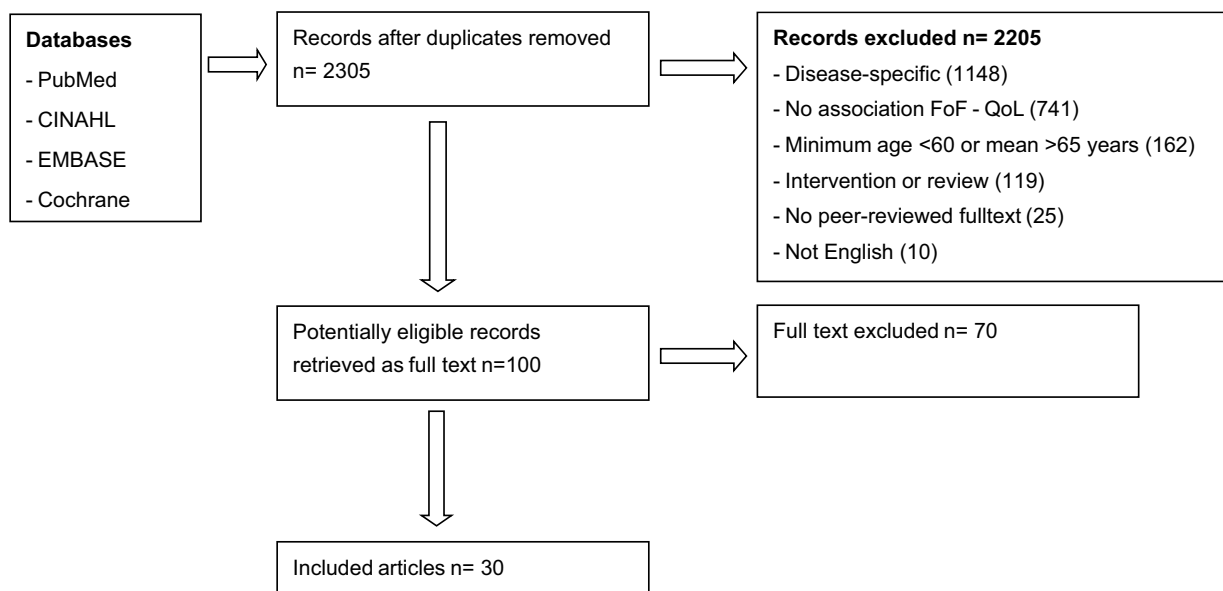 Databases
- PubMed
- CINAHL
- EMBASE
- Cochrane
Records after duplicates removed
n= 2305
Records excluded n= 2205
- Disease-specific (1148)
- No association FoF - QoL (741)
- Minimum age <60 or mean >65 years (162)
- Intervention or review (119)
- No peer-reviewed fulltext (25)
- Not English (10)
Potentially eligible records
retrieved as full text n=100
Full text excluded n= 70
Included articles n= 30